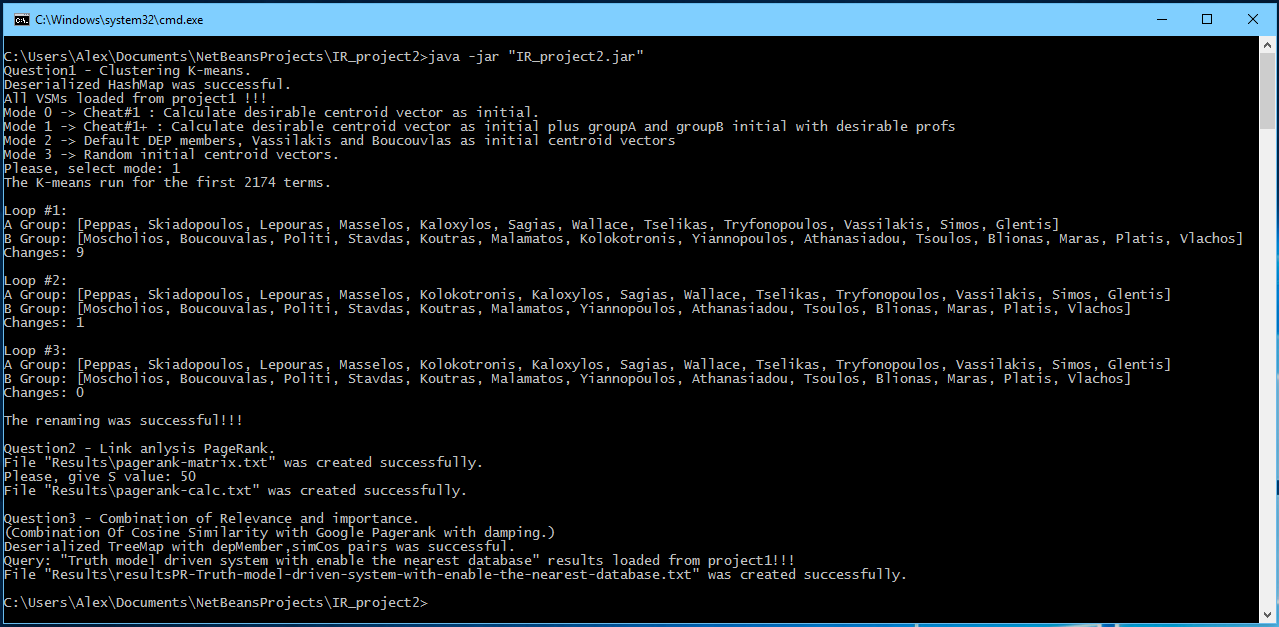 C:\Windows\system32\cmd.exe
C:\Users\Alex\Documents\NetBeansProjects\IR_project2>java -jar "IR_project2.jar"
Question1 - Clustering K-means.
Deserialized HashMap was successful.
All VSMs loaded from project1 !!!
Mode 0 -> Cheat#1 : Calculate desirable centroid vector as initial.
Mode 1 -> Cheat#1+ : Calculate desirable centroid vector as initial plus groupA and groupB initial with desirable profs
Mode 2 -> Default DEP members, Vassilakis and Boucouvlas as initial centroid vectors
Mode 3 -> Random initial centroid vectors.
Please, select mode: 1
The K-means run for the first 2174 terms.
Loop #1:
A Group: [Peppas, Skiadopoulos, Lepouras, Masselos, Kaloxylos, Sagias, Wallace, Tselikas, Tryfonopoulos, Vassilakis, Simos, Glentis]
B Group: [Moscholios, Boucouvalas, Politi, Stavdas, Koutras, Malamatos, Kolokotronis, Yiannopoulos, Athanasiadou, Tsoulos, Blionas, Maras, Platis, Vlachos]
Changes: 9
Loop #2:
A Group: [Peppas, Skiadopoulos, Lepouras, Masselos, Kolokotronis, Kaloxylos, Sagias, Wallace, Tselikas, Tryfonopoulos, Vassilakis, Simos, Glentis]
B Group: [Moscholios, Boucouvalas, Politi, Stavdas, Koutras, Malamatos, Yiannopoulos, Athanasiadou, Tsoulos, Blionas, Maras, Platis, Vlachos]
Changes: 1
Loop #3:
A Group: [Peppas, Skiadopoulos, Lepouras, Masselos, Kolokotronis, Kaloxylos, Sagias, Wallace, Tselikas, Tryfonopoulos, Vassilakis, Simos, Glentis]
B Group: [Moscholios, Boucouvalas, Politi, Stavdas, Koutras, Malamatos, Yiannopoulos, Athanasiadou, Tsoulos, Blionas, Maras, Platis, Vlachos]
Changes: 0
The renaming was successful!!!
Question2 - Link anlysis PageRank.
File "Results\pagerank-matrix.txt" was created successfully.
Please, give S value: 50
File "Results\pagerank-calc.txt" was created successfully.
Question3 - Combination of Relevance and importance.
(Combination Of Cosine Similarity with Google Pagerank with damping.)
Deserialized TreeMap with depMember,simCos pairs was successful.
Query: "Truth model driven system with enable the nearest database" results loaded from project1!!!
File "Results\resultsPR-Truth-model-driven-system-with-enable-the-nearest-database.txt" was created successfully.
C:\Users\Alex\Documents\NetBeansProjects\IR_project2>